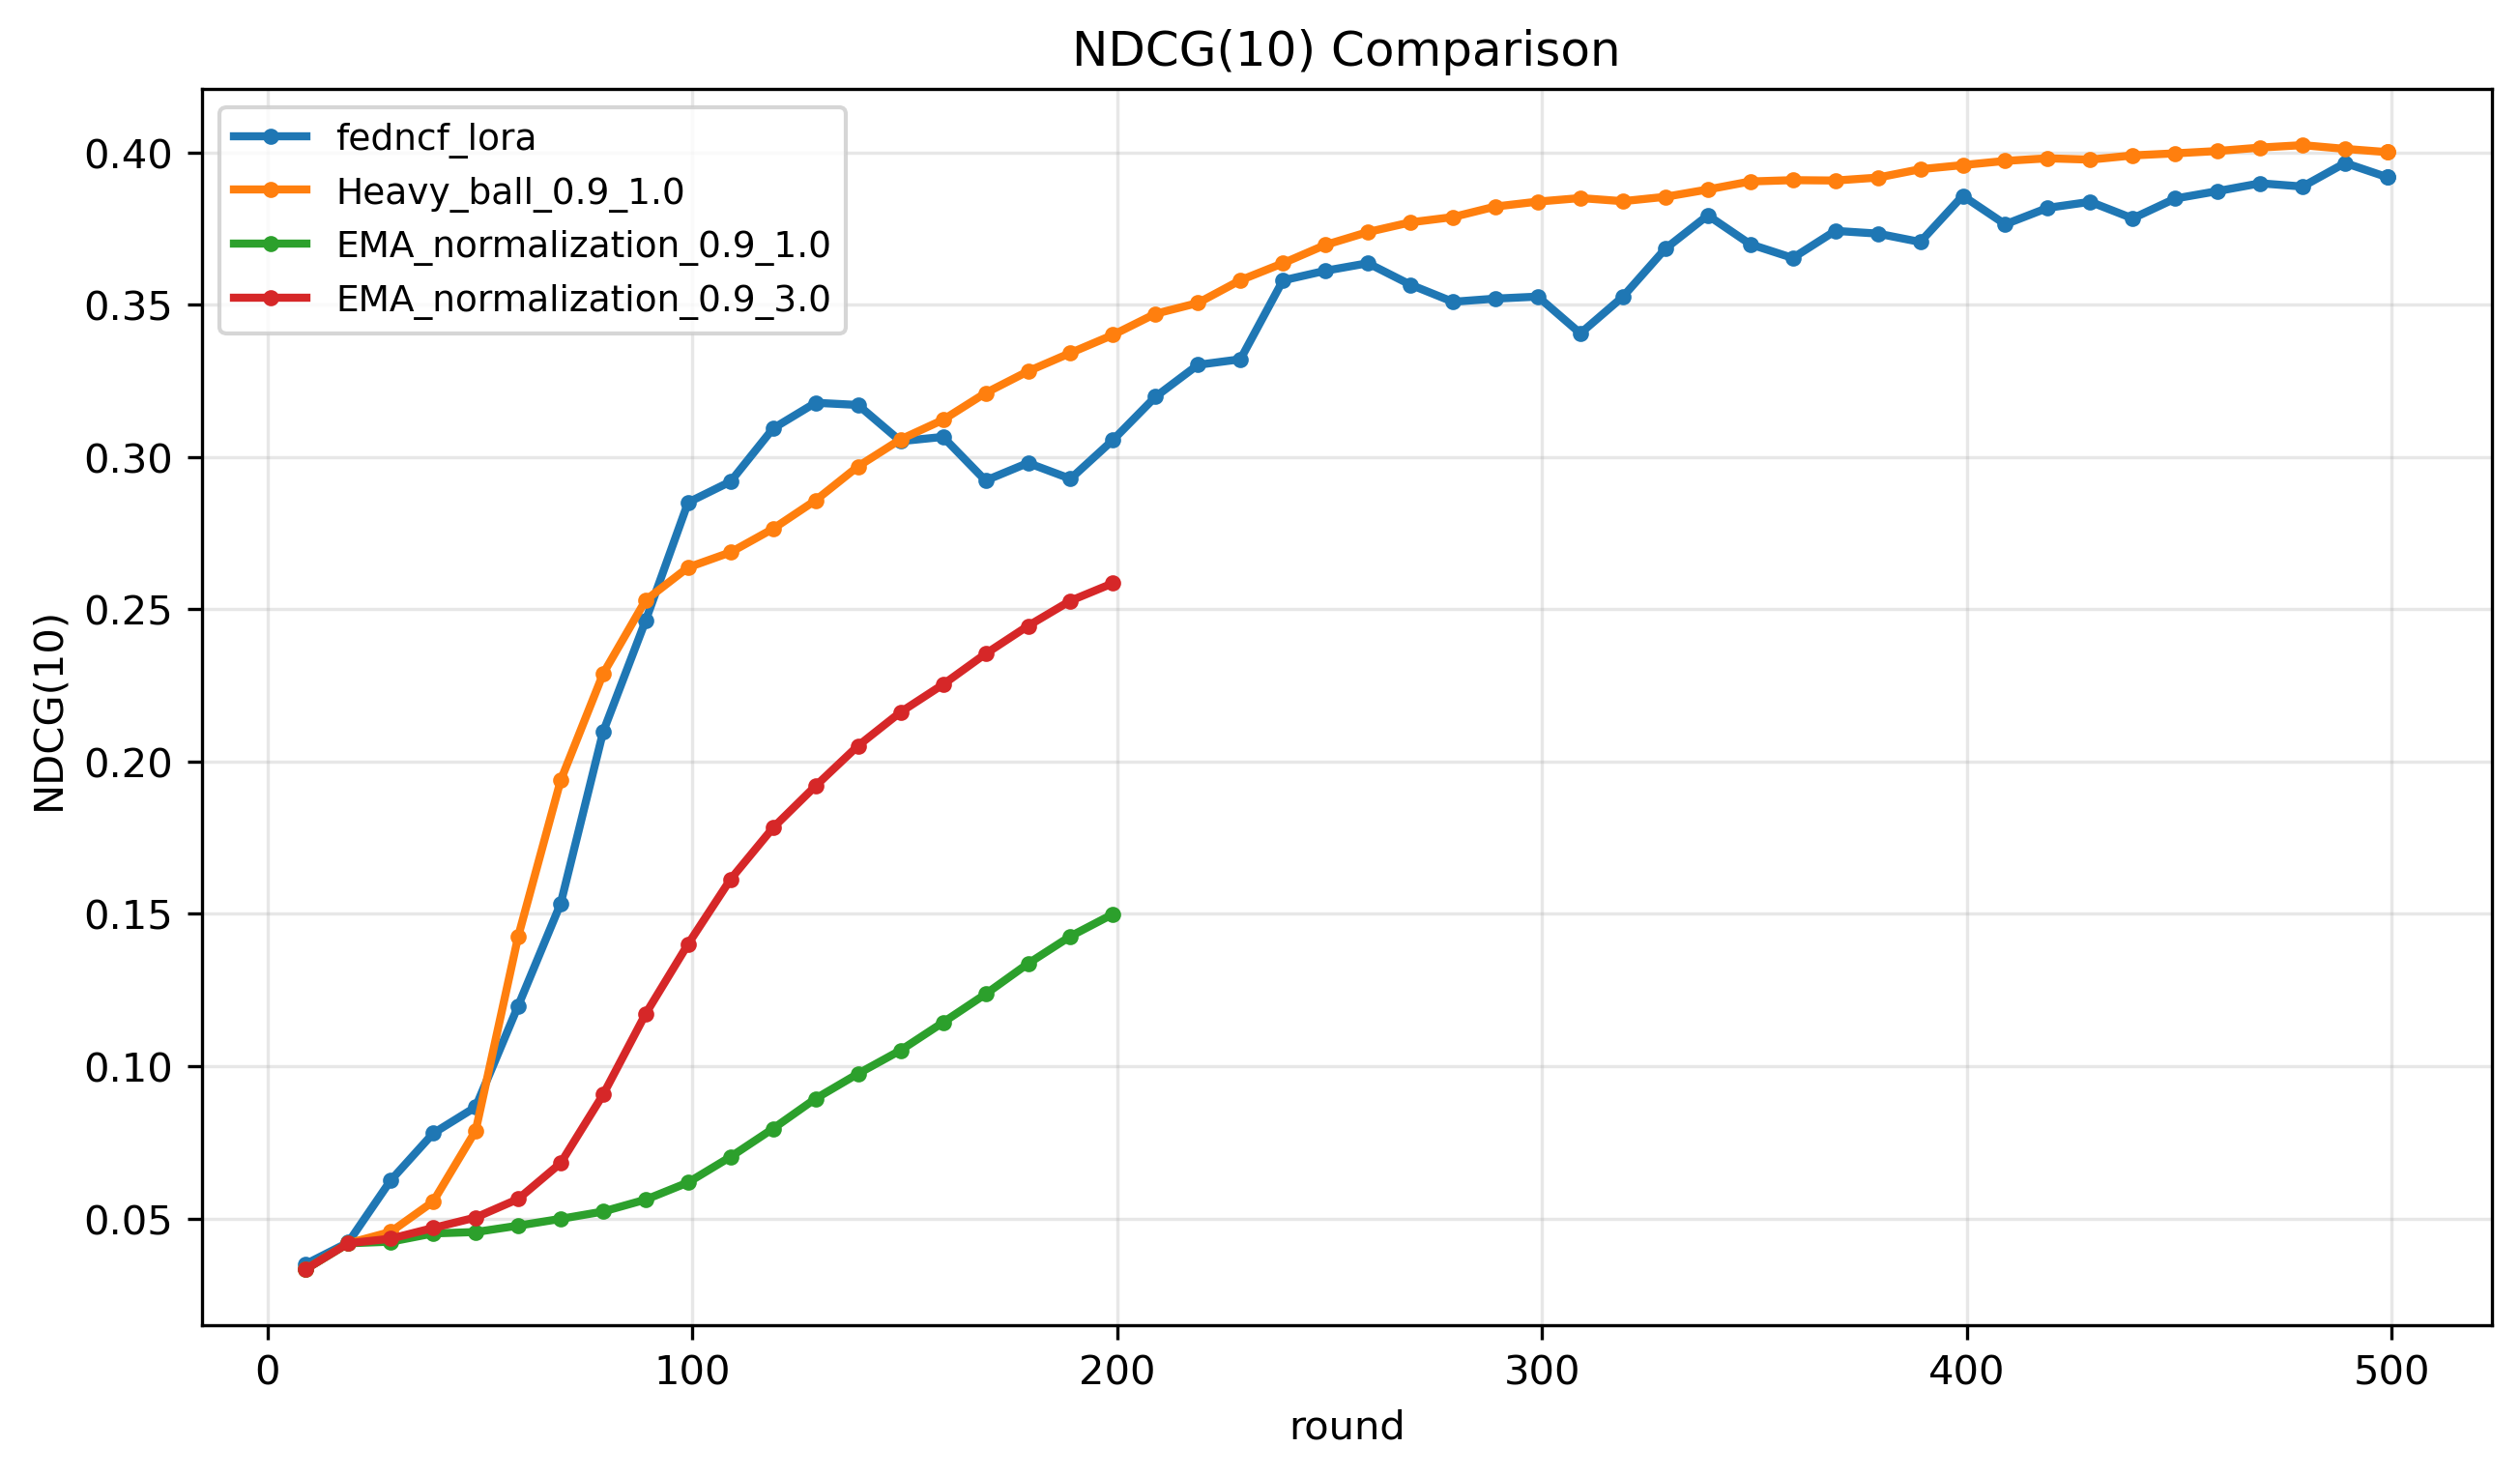 NDCG(10) Comparison
fedncf_lora
Heavy_ball_0.9_1.0
EMA_normalization_0.9_1.0
EMA_normalization_0.9_3.0
0.40
0.35
0.30
0.25
0.20
0.15
0.10
0.05
NDCG(10)
0 100 200 300 400 500
round